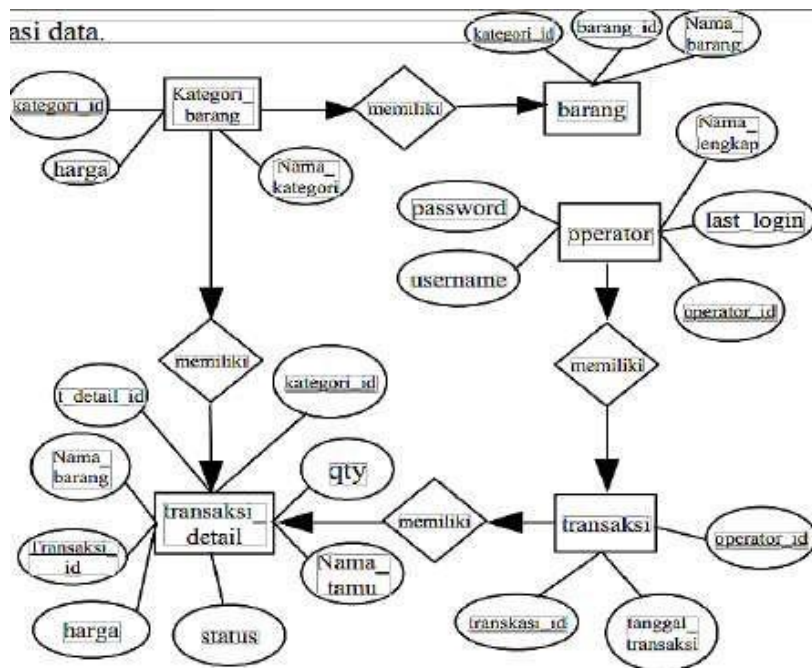 asi data.
kategori_id
barang_id
Nama_
barang
kategori_id
Kategori_
barang
memiliki
barang
harga
Nama_
kategori
Nama_
lengkap
password
operator
last_login
username
operator_id
memiliki
memiliki
t_detail_id
kategori_id
Nama_
barang
qty
transaksi_
detail
memiliki
transaksi
Transaksi_
id
operator_id
Nama_
tamu
harga
status
transkasi_id
tanggal_
transaksi